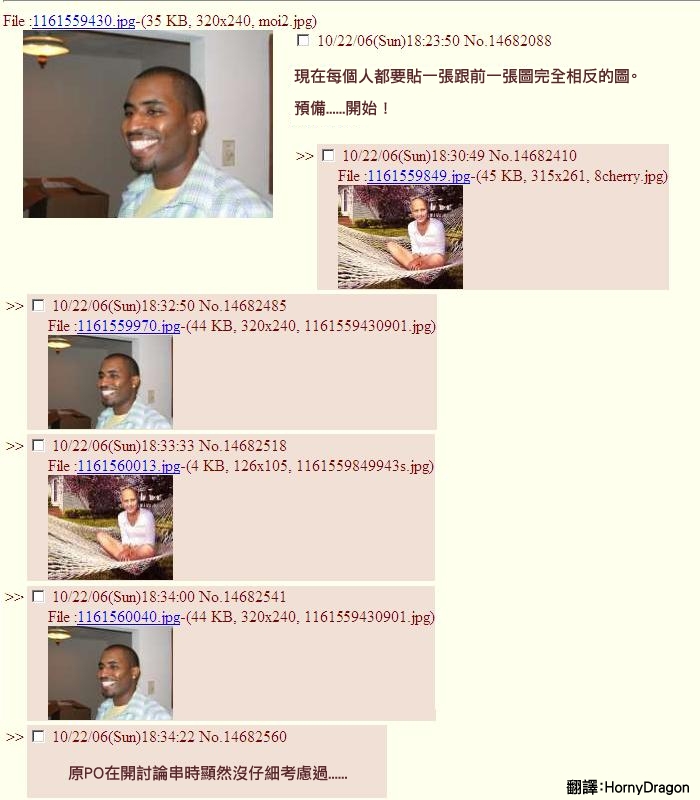 File :1161559430.jpg-(35 KB, 320x240, moi2.jpg)
10/22/06(Sun)18:23:50 No.14682088
現在每個人都要貼一張跟前一張圖完全相反的圖。
預備......開始！
>> 10/22/06(Sun)18:30:49 No.14682410
File :1161559849.jpg-(45 KB, 315x261, 8cherry.jpg)
>> 10/22/06(Sun)18:32:50 No.14682485
File :1161559970.jpg-(44 KB, 320x240, 1161559430901.jpg)
>> 10/22/06(Sun)18:33:33 No.14682518
File :1161560013.jpg-(4 KB, 126x105, 1161559849943s.jpg)
>> 10/22/06(Sun)18:34:00 No.14682541
File :1161560040.jpg-(44 KB, 320x240, 1161559430901.jpg)
>> 10/22/06(Sun)18:34:22 No.14682560
原PO在開討論串時顯然沒仔細考慮過......
翻譯：HornyDragon